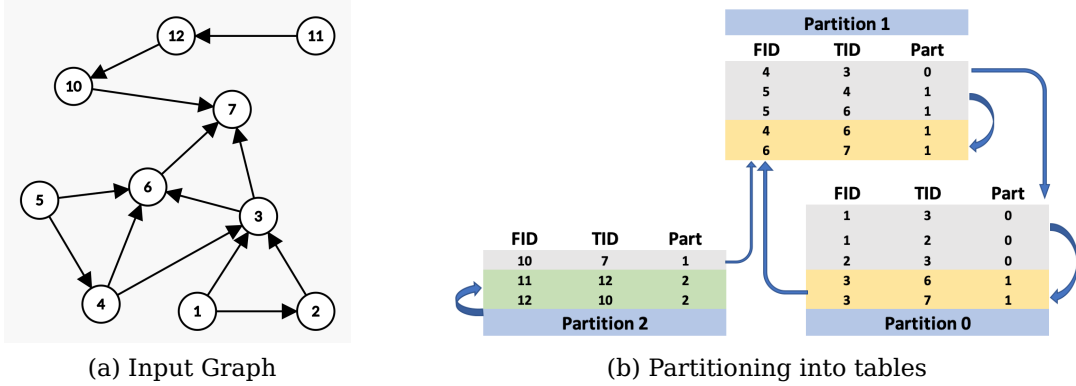 12
11
10
7
6
5
3
4
1
2
(a) Input Graph
Partition 1
FID TID Part
4 3 0
5 4 1
5 6 1
4 6 1
6 7 1
FID TID Part
10 7 1
11 12 2
12 10 2
Partition 2
FID TID Part
1 3 0
1 2 0
2 3 0
3 6 1
3 7 1
Partition 0
(b) Partitioning into tables